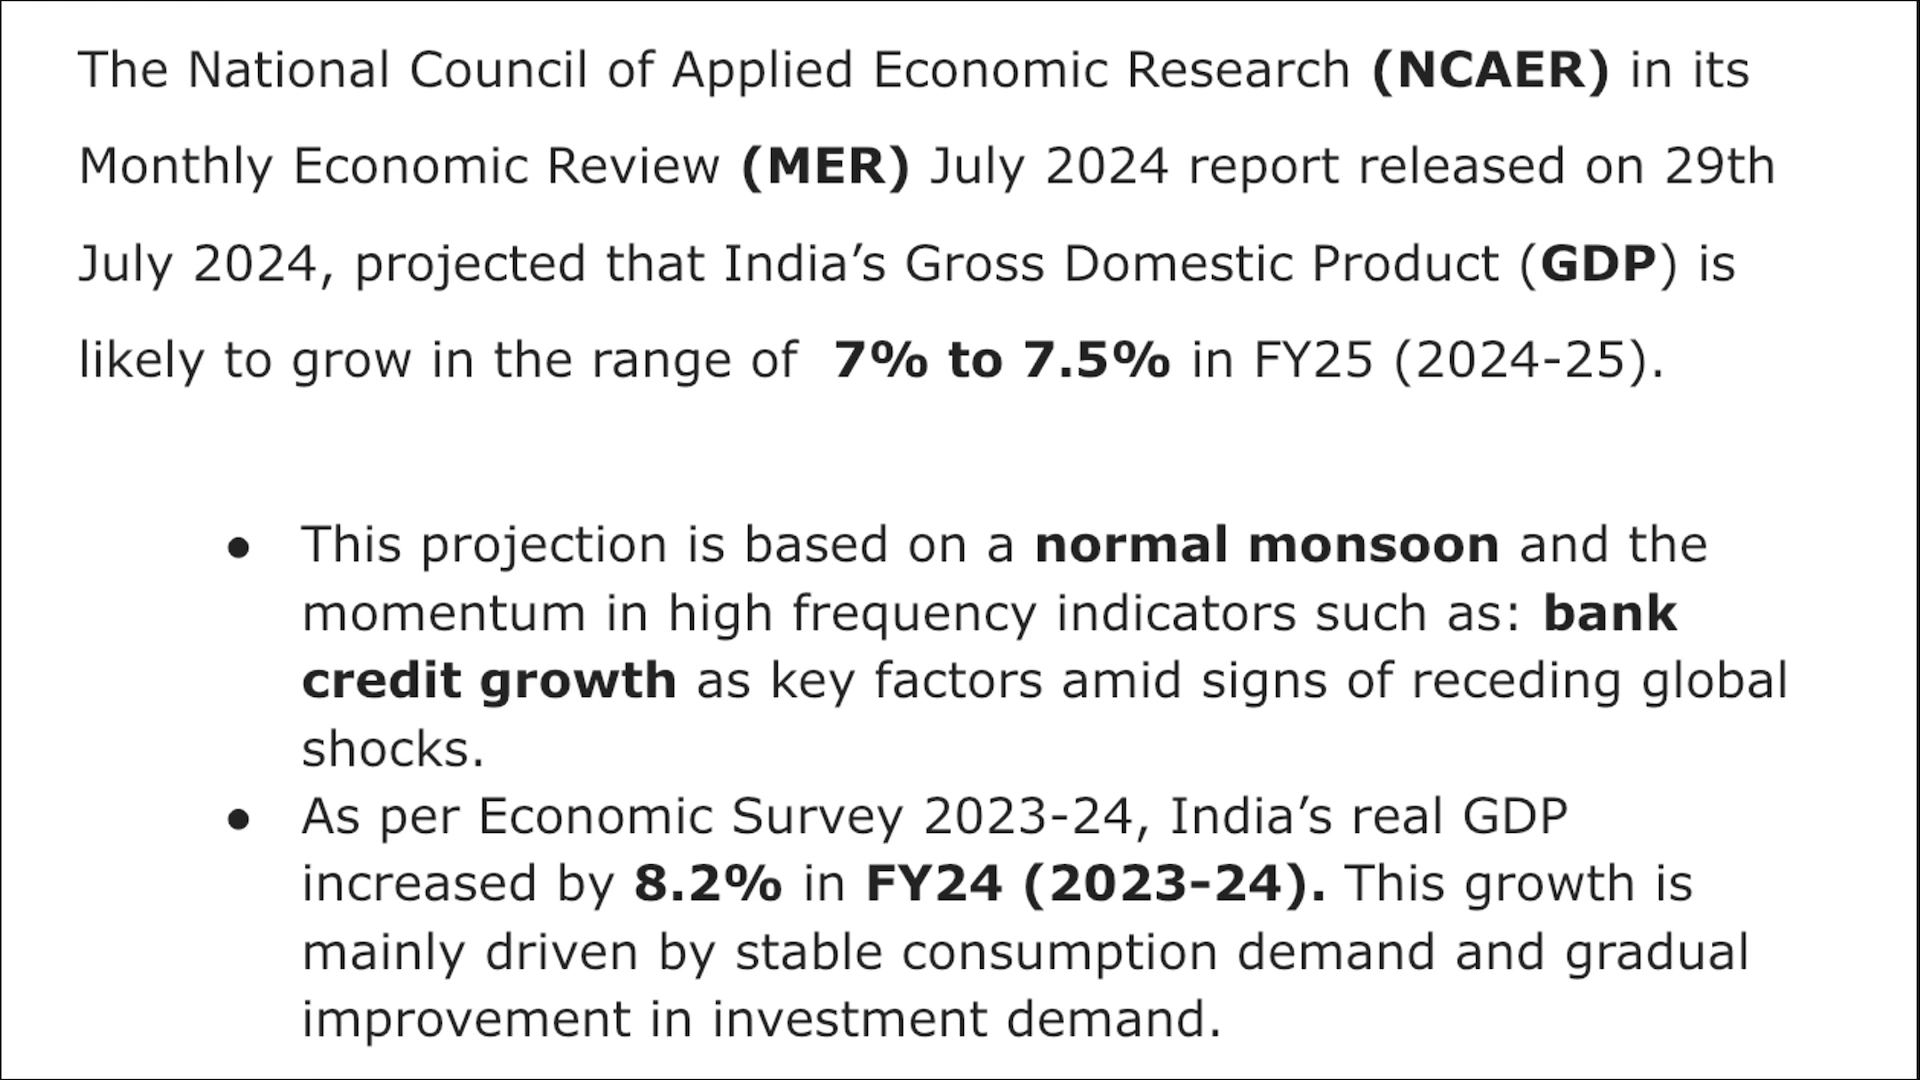 The National Council of Applied Economic Research (NCAER) in its
Monthly Economic Review (MER) July 2024 report released on 29th
July 2024, projected that India’s Gross Domestic Product (GDP) is
likely to grow in the range of 7% to 7.5% in FY25 (2024-25).
● This projection is based on a normal monsoon and the
momentum in high frequency indicators such as: bank
credit growth as key factors amid signs of receding global
shocks.
● As per Economic Survey 2023-24, India’s real GDP
increased by 8.2% in FY24 (2023-24). This growth is
mainly driven by stable consumption demand and gradual
improvement in investment demand.